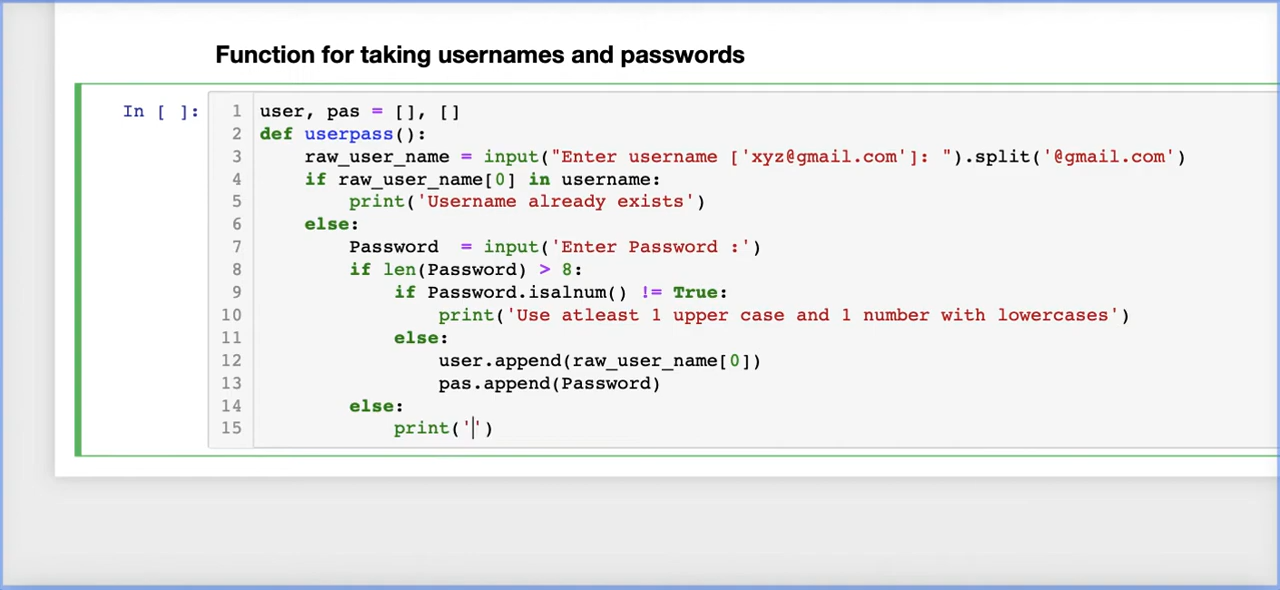 Function for taking usernames and passwords
In [ ]:
1 user, pas = [], []
2 def userpass():
3     raw_user_name = input("Enter username ['xyz@gmail.com']: ").split('@gmail.com')
4     if raw_user_name[0] in username:
5         print('Username already exists')
6     else:
7         Password  = input('Enter Password :')
8         if len(Password) > 8:
9             if Password.isalnum() != True:
10                 print('Use atleast 1 upper case and 1 number with lowercases')
11             else:
12                 user.append(raw_user_name[0])
13                 pas.append(Password)
14         else:
15             print('')